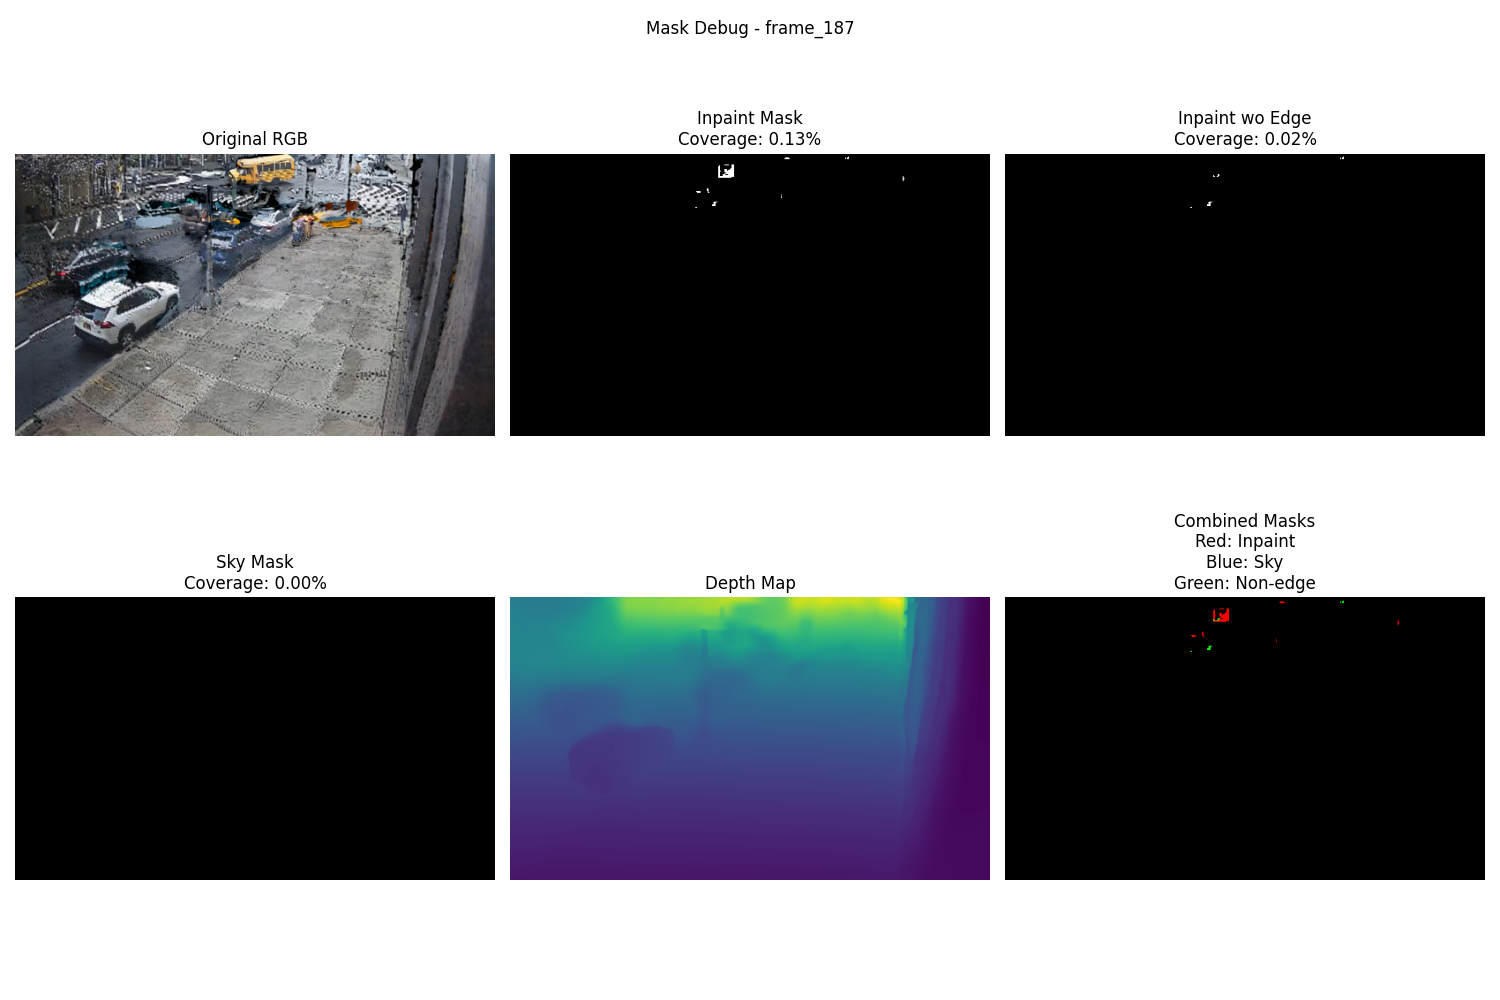 Mask Debug - frame_187
Original RGB
Inpaint Mask
Coverage: 0.13%
Inpaint wo Edge
Coverage: 0.02%
Sky Mask
Coverage: 0.00%
Depth Map
Combined Masks
Red: Inpaint
Blue: Sky
Green: Non-edge